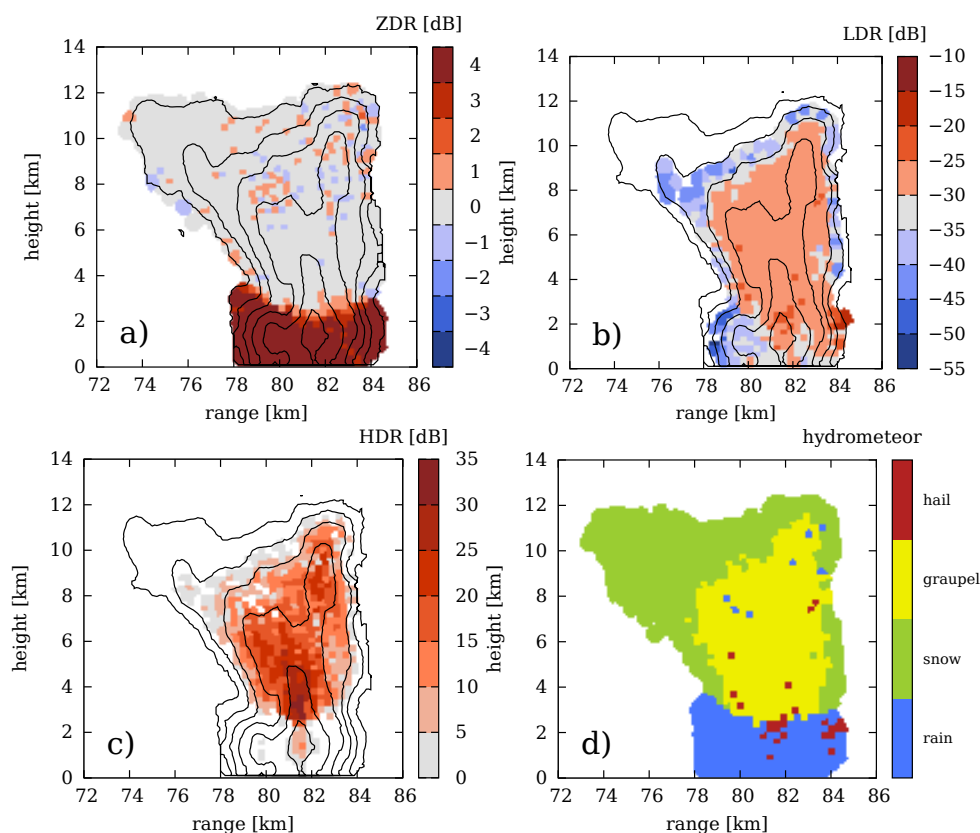 ZDR [dB]
14
12
10
8
6
4
2
0
height [km]
a)
72 74 76 78 80 82 84 86
range [km]
4
3
2
1
0
−1
−2
−3
−4
LDR [dB]
14
12
10
8
6
4
2
0
height [km]
b)
72 74 76 78 80 82 84 86
range [km]
−10
−15
−20
−25
−30
−35
−40
−45
−50
−55
HDR [dB]
14
12
10
8
6
4
2
0
height [km]
c)
72 74 76 78 80 82 84 86
range [km]
35
30
25
20
15
10
5
0
hydrometeor
14
12
10
8
6
4
2
0
height [km]
d)
72 74 76 78 80 82 84 86
range [km]
hail
graupel
snow
rain